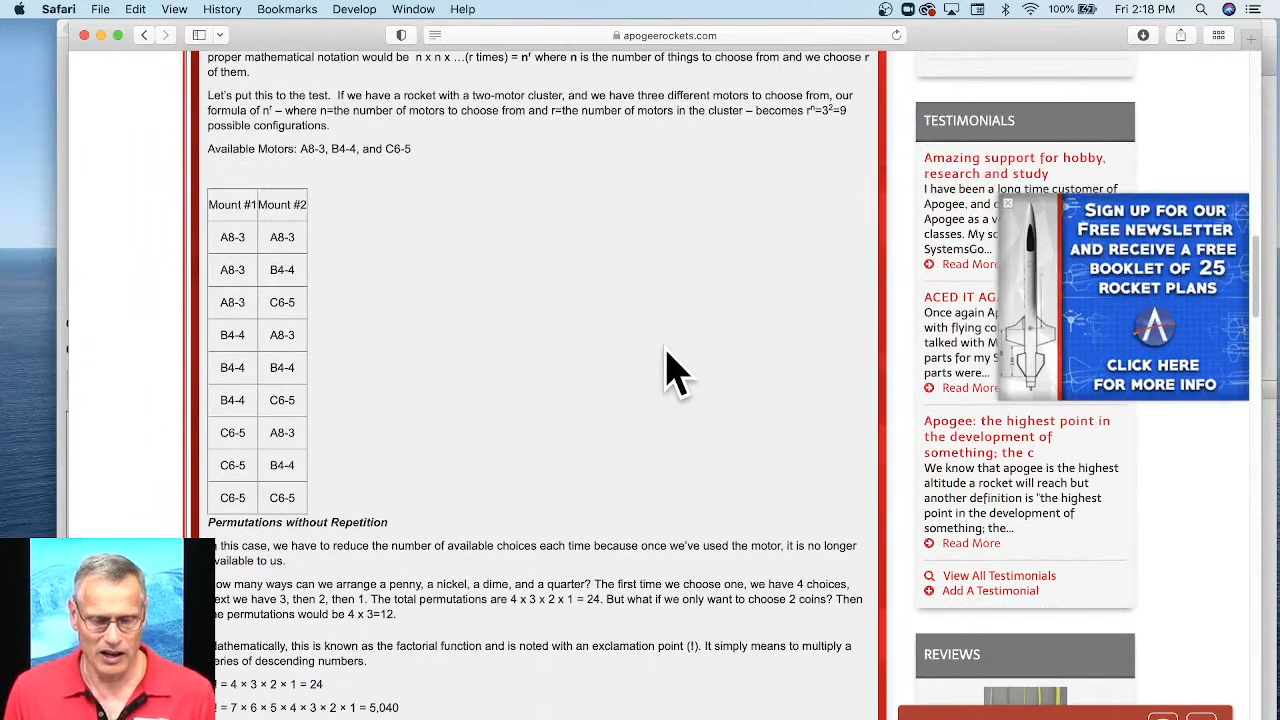 Safari File Edit View History Bookmarks Develop Window Help 100% Fri 2:18 PM
apogeerockets.com
proper mathematical notation would be n x n x …(r times) = nʳ where n is the number of things to choose from and we choose r
of them.
Let's put this to the test. If we have a rocket with a two-motor cluster, and we have three different motors to choose from, our
formula of nʳ – where n=the number of motors to choose from and r=the number of motors in the cluster – becomes rⁿ=3²=9
possible configurations.
Available Motors: A8-3, B4-4, and C6-5
Mount #1 Mount #2
A8-3 A8-3
A8-3 B4-4
A8-3 C6-5
B4-4 A8-3
B4-4 B4-4
B4-4 C6-5
C6-5 A8-3
C6-5 B4-4
C6-5 C6-5
Permutations without Repetition
this case, we have to reduce the number of available choices each time because once we've used the motor, it is no longer
available to us.
How many ways can we arrange a penny, a nickel, a dime, and a quarter? The first time we choose one, we have 4 choices,
next we have 3, then 2, then 1. The total permutations are 4 x 3 x 2 x 1 = 24. But what if we only want to choose 2 coins? Then
the permutations would be 4 x 3=12.
Mathematically, this is known as the factorial function and is noted with an exclamation point (!). It simply means to multiply a
series of descending numbers.
! = 4 × 3 × 2 × 1 = 24
! = 7 × 6 × 5 × 4 × 3 × 2 × 1 = 5,040
TESTIMONIALS
Amazing support for hobby,
research and study
I have been a long time customer of
Apogee, and
Apogee as a
classes. My
SystemsGo...
Read More
ACED IT
Once again
with flying
talked with
parts for my
parts were...
Read More
Apogee: the highest point in
the development of
something; the c
We know that apogee is the highest
altitude a rocket will reach but
another definition is "the highest
point in the development of
something; the...
Read More
View All Testimonials
Add A Testimonial
REVIEWS
SIGN UP FOR OUR
FREE NEWSLETTER
AND RECEIVE A FREE
BOOKLET OF 25
ROCKET PLANS
CLICK HERE
FOR MORE INFO